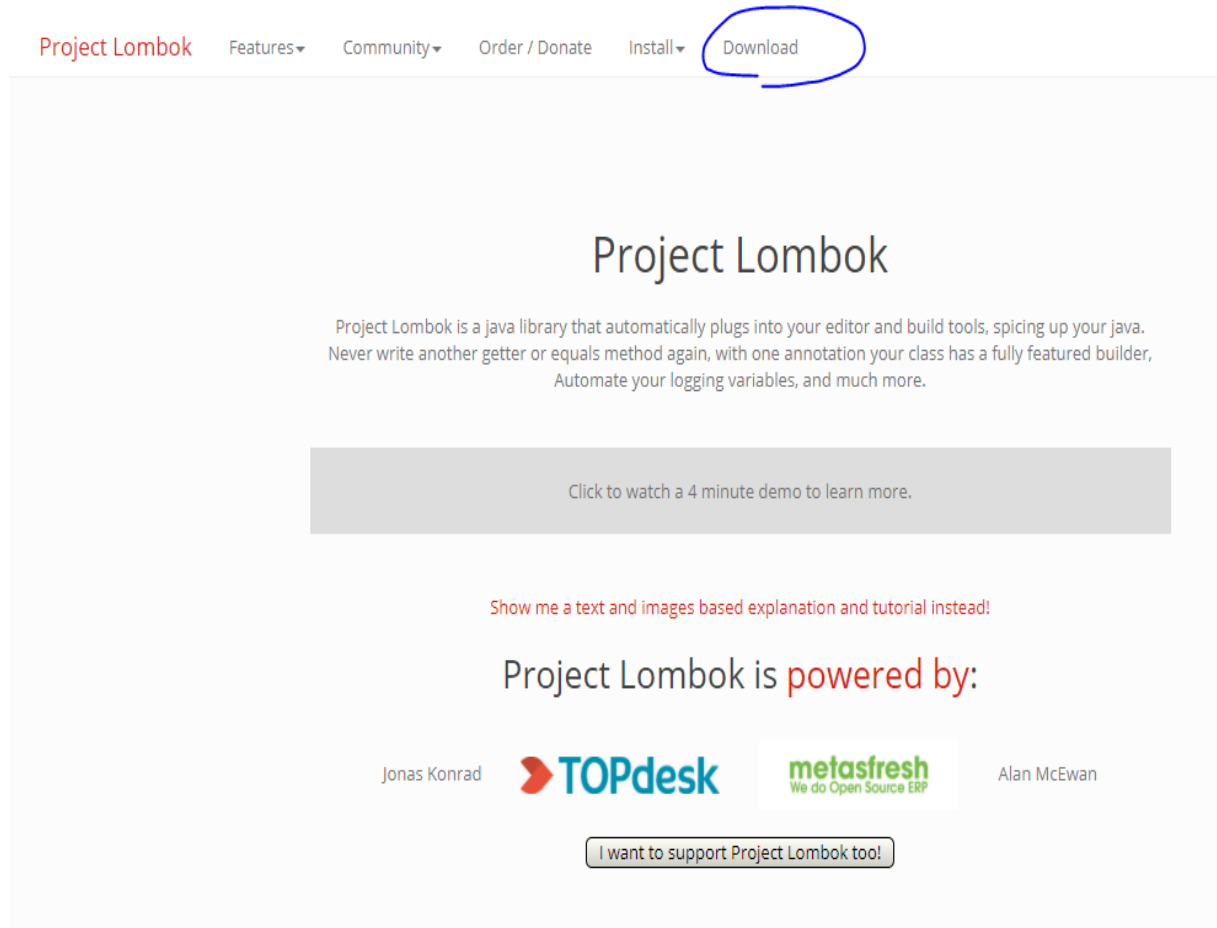 Project Lombok Features▾ Community▾ Order / Donate Install▾ Download
Project Lombok
Project Lombok is a java library that automatically plugs into your editor and build tools, spicing up your java.
Never write another getter or equals method again, with one annotation your class has a fully featured builder,
Automate your logging variables, and much more.
Click to watch a 4 minute demo to learn more.
Show me a text and images based explanation and tutorial instead!
Project Lombok is powered by:
Jonas Konrad TOPdesk metasfresh Alan McEwan
We do Open Source ERP
I want to support Project Lombok too!